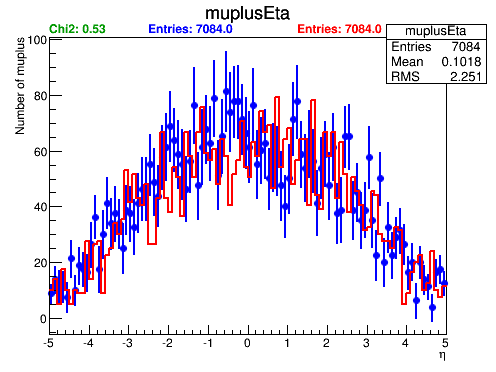 muplusEta
Chi2: 0.53 Entries: 7084.0 Entries: 7084.0
muplusEta
Entries 7084
Mean 0.1018
RMS 2.251
Number of muplus
100
80
60
40
20
0
-5 -4 -3 -2 -1 0 1 2 3 4 5
η